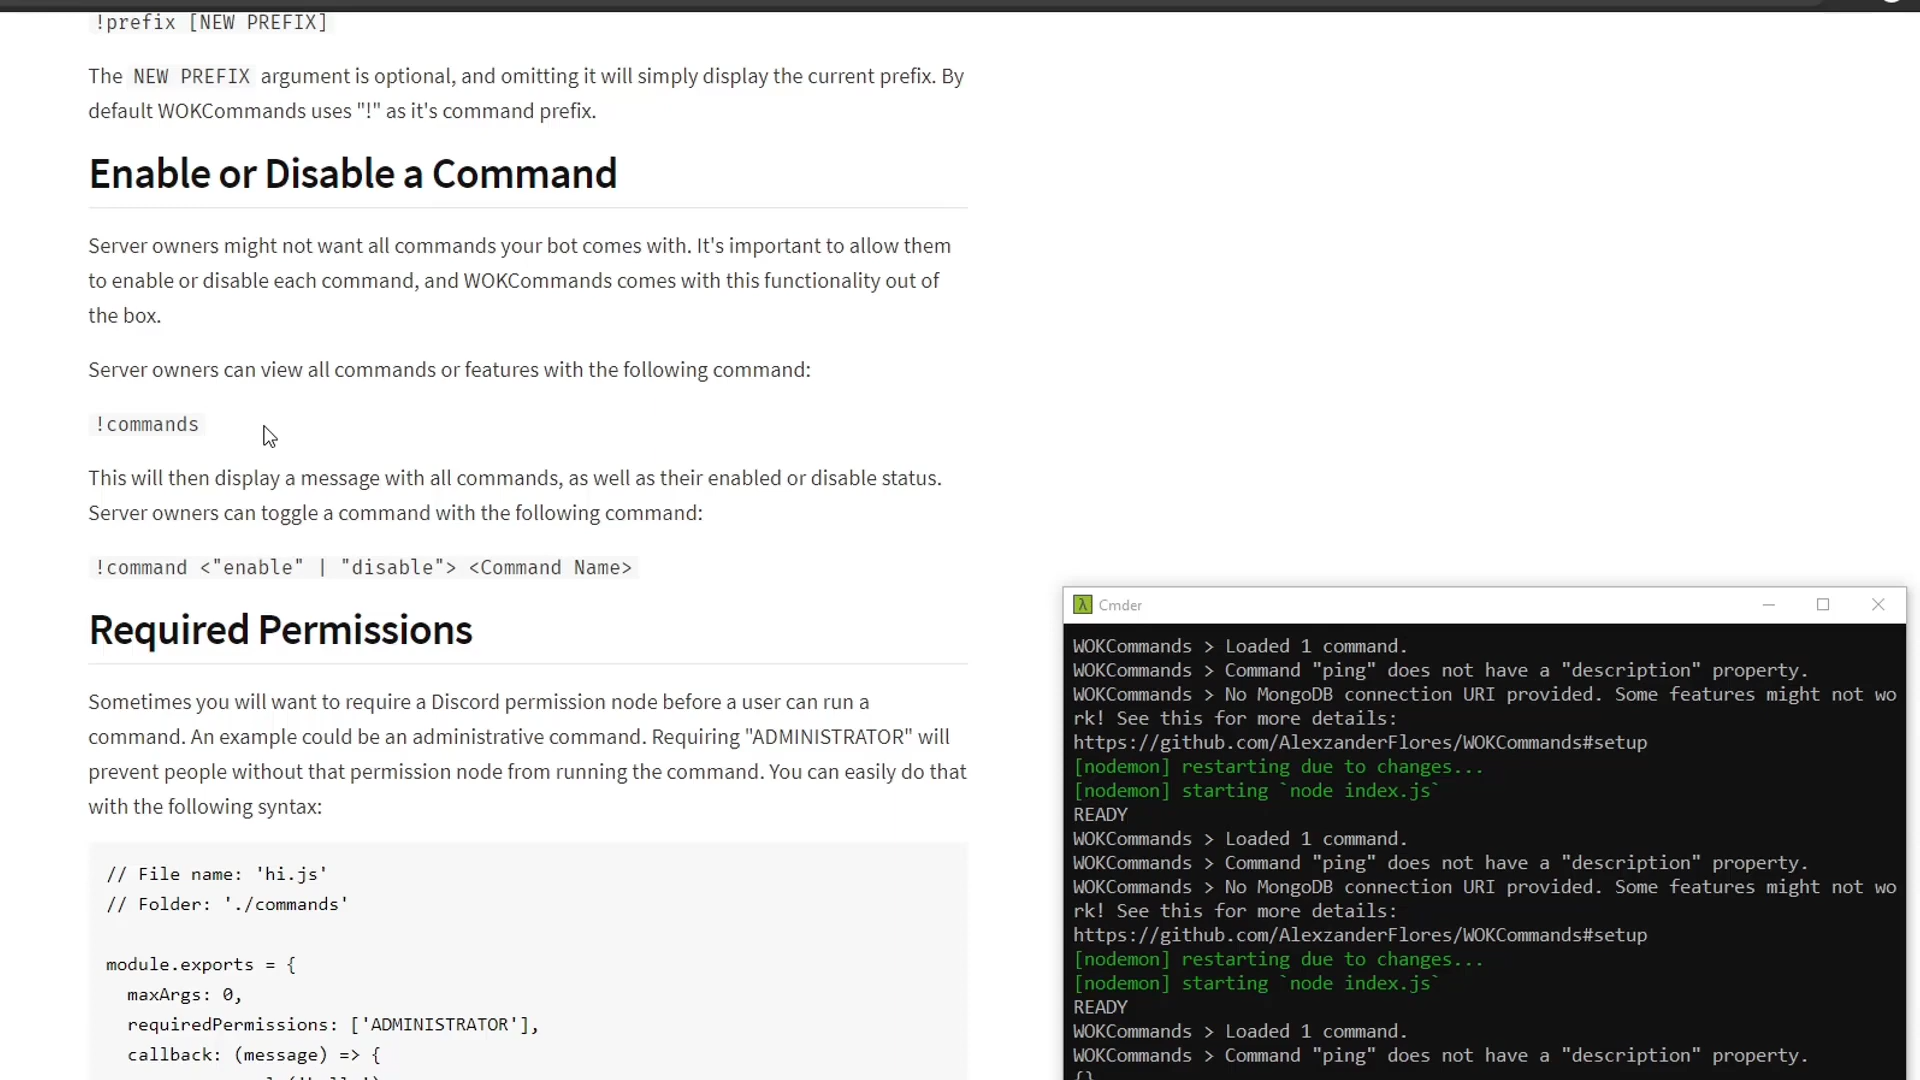 !prefix [NEW PREFIX]
The NEW PREFIX argument is optional, and omitting it will simply display the current prefix. By
default WOKCommands uses "!" as it's command prefix.
Enable or Disable a Command
Server owners might not want all commands your bot comes with. It's important to allow them
to enable or disable each command, and WOKCommands comes with this functionality out of
the box.
Server owners can view all commands or features with the following command:
!commands
This will then display a message with all commands, as well as their enabled or disable status.
Server owners can toggle a command with the following command:
!command <"enable" | "disable"> <Command Name>
Required Permissions
Sometimes you will want to require a Discord permission node before a user can run a
command. An example could be an administrative command. Requiring "ADMINISTRATOR" will
prevent people without that permission node from running the command. You can easily do that
with the following syntax:
// File name: 'hi.js'
// Folder: './commands'
module.exports = {
maxArgs: 0,
requiredPermissions: ['ADMINISTRATOR'],
callback: (message) => {
Cmder
WOKCommands > Loaded 1 command.
WOKCommands > Command "ping" does not have a "description" property.
WOKCommands > No MongoDB connection URI provided. Some features might not wo
rk! See this for more details:
https://github.com/AlexzanderFlores/WOKCommands#setup
[nodemon] restarting due to changes...
[nodemon] starting `node index.js`
READY
WOKCommands > Loaded 1 command.
WOKCommands > Command "ping" does not have a "description" property.
WOKCommands > No MongoDB connection URI provided. Some features might not wo
rk! See this for more details:
https://github.com/AlexzanderFlores/WOKCommands#setup
[nodemon] restarting due to changes...
[nodemon] starting `node index.js`
READY
WOKCommands > Loaded 1 command.
WOKCommands > Command "ping" does not have a "description" property.
{}